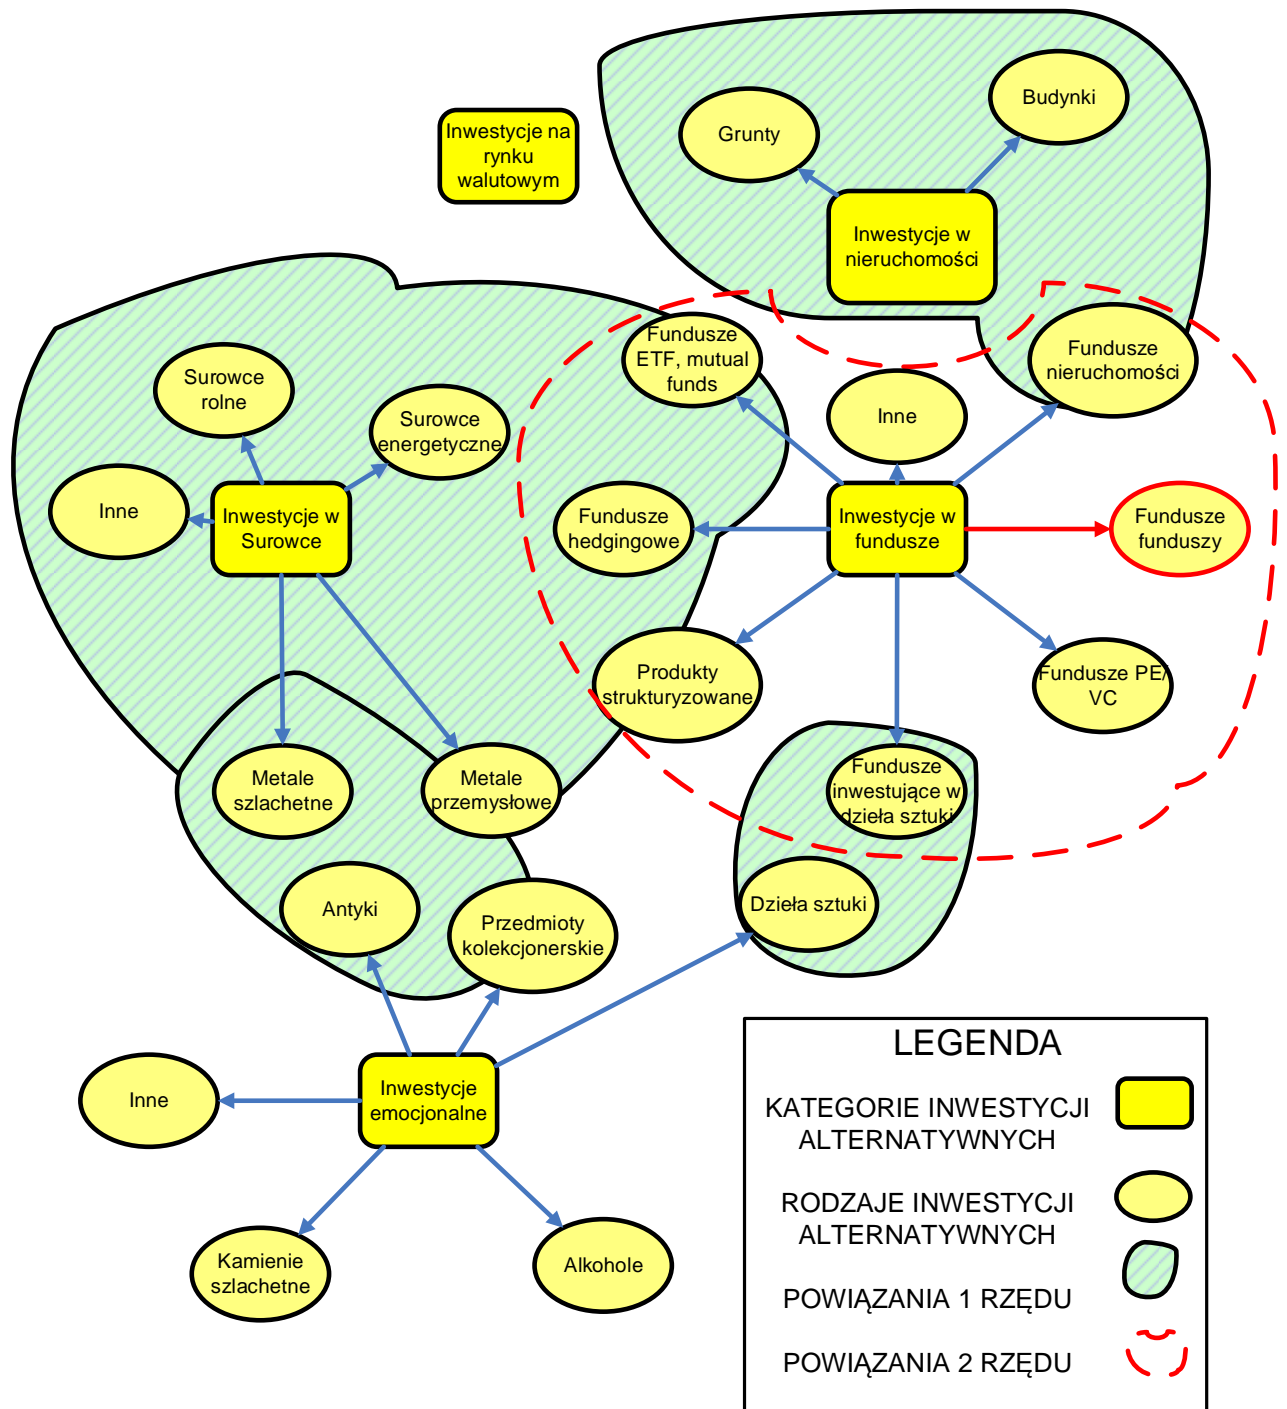 Inwestycje na
rynku
walutowym
Grunty
Budynki
Inwestycje w
nieruchomości
Fundusze
ETF, mutual
funds
Fundusze
nieruchomości
Surowce
rolne
Surowce
energetyczne
Inne
Inne
Inwestycje w
Surowce
Fundusze
hedgingowe
Inwestycje w
fundusze
Fundusze
funduszy
Produkty
strukturyzowane
Fundusze PE/
VC
Metale
szlachetne
Metale
przemysłowe
Fundusze
inwestujące w
dzieła sztuki
Antyki
Przedmioty
kolekcjonerskie
Dzieła sztuki
Inne
Inwestycje
emocjonalne
Kamienie
szlachetne
Alkohole
LEGENDA
KATEGORIE INWESTYCJI
ALTERNATYWNYCH
RODZAJE INWESTYCJI
ALTERNATYWNYCH
POWIĄZANIA 1 RZĘDU
POWIĄZANIA 2 RZĘDU